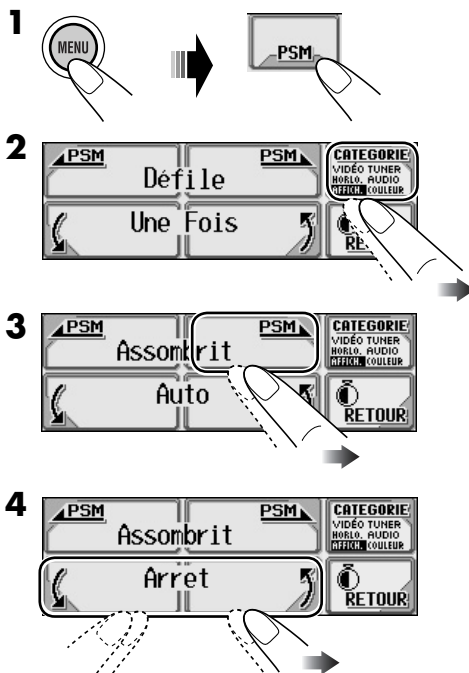 1
MENU
PSM
2
PSM PSM CATEGORIE
VIDÉO TUNER
HORLO. AUDIO
AFFICH. COULEUR
Défile
Une Fois
3
PSM PSM CATEGORIE
VIDÉO TUNER
HORLO. AUDIO
AFFICH. COULEUR
Assombrit
Auto
RETOUR
4
PSM PSM CATEGORIE
VIDÉO TUNER
HORLO. AUDIO
AFFICH. COULEUR
Assombrit
Arret
RETOUR